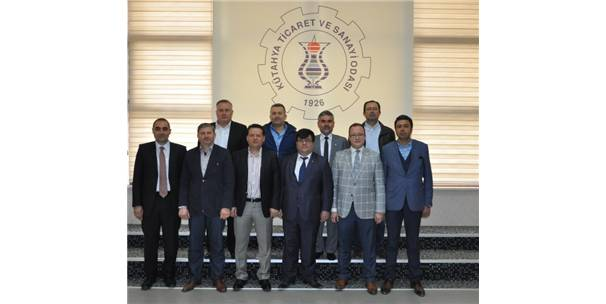 KÜTAHYA TİCARET VE SANAYİ ODASI
1926